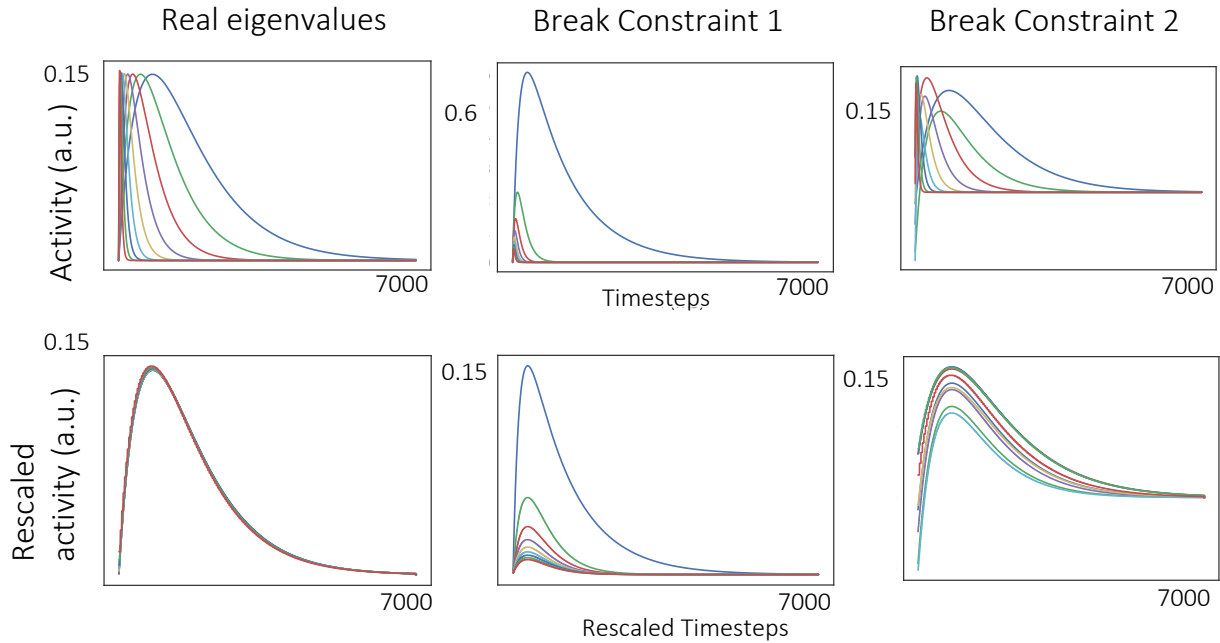 Real eigenvalues
Break Constraint 1
Break Constraint 2
0.15
0.6
0.15
Activity (a.u.)
7000
Timesteps
7000
7000
0.15
0.15
0.15
Rescaled
activity (a.u.)
7000
7000
7000
Rescaled Timesteps